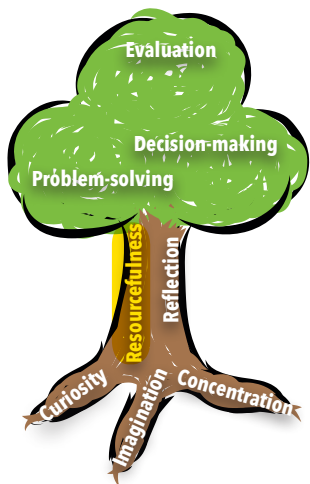 Evaluation
Decision-making
Problem-solving
Resourcefulness
Reflection
Curiosity
Imagination
Concentration